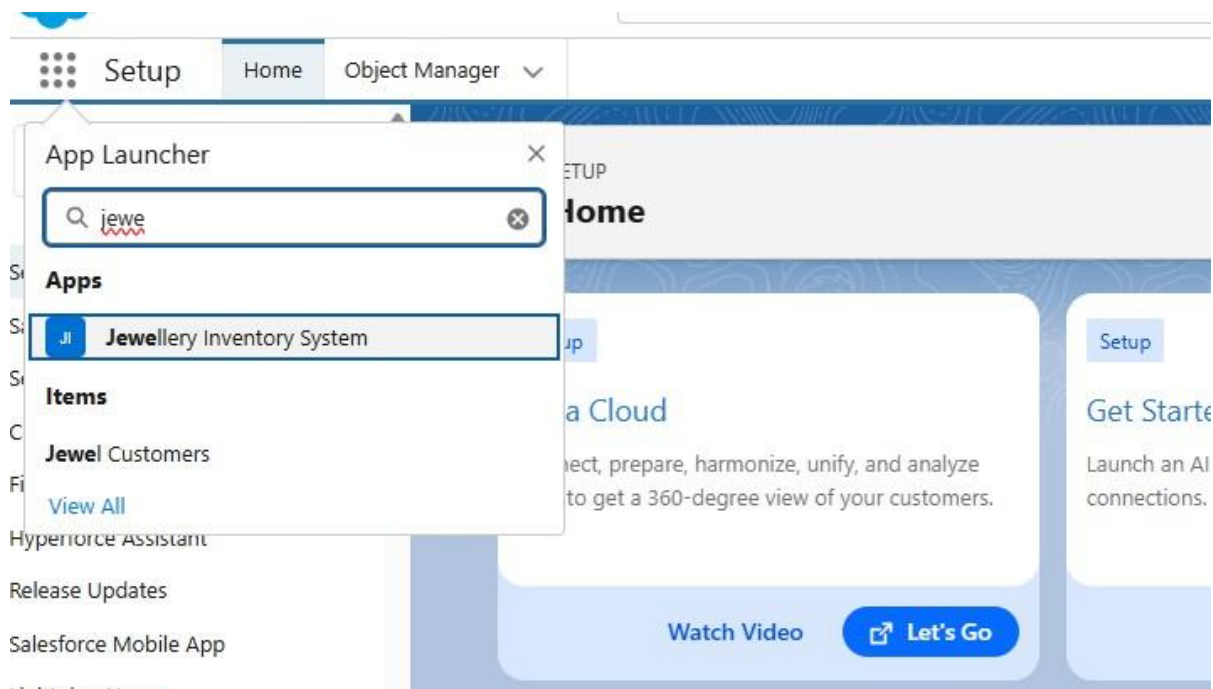 Setup
Home
Object Manager
App Launcher
jewe
Apps
JI Jewellery Inventory System
Items
Jewel Customers
View All
Hyperforce Assistant
Release Updates
Salesforce Mobile App
ETUP
Home
up
a Cloud
nect, prepare, harmonize, unify, and analyze
to get a 360-degree view of your customers.
Watch Video
Let's Go
Setup
Get Starte
Launch an AI
connections.